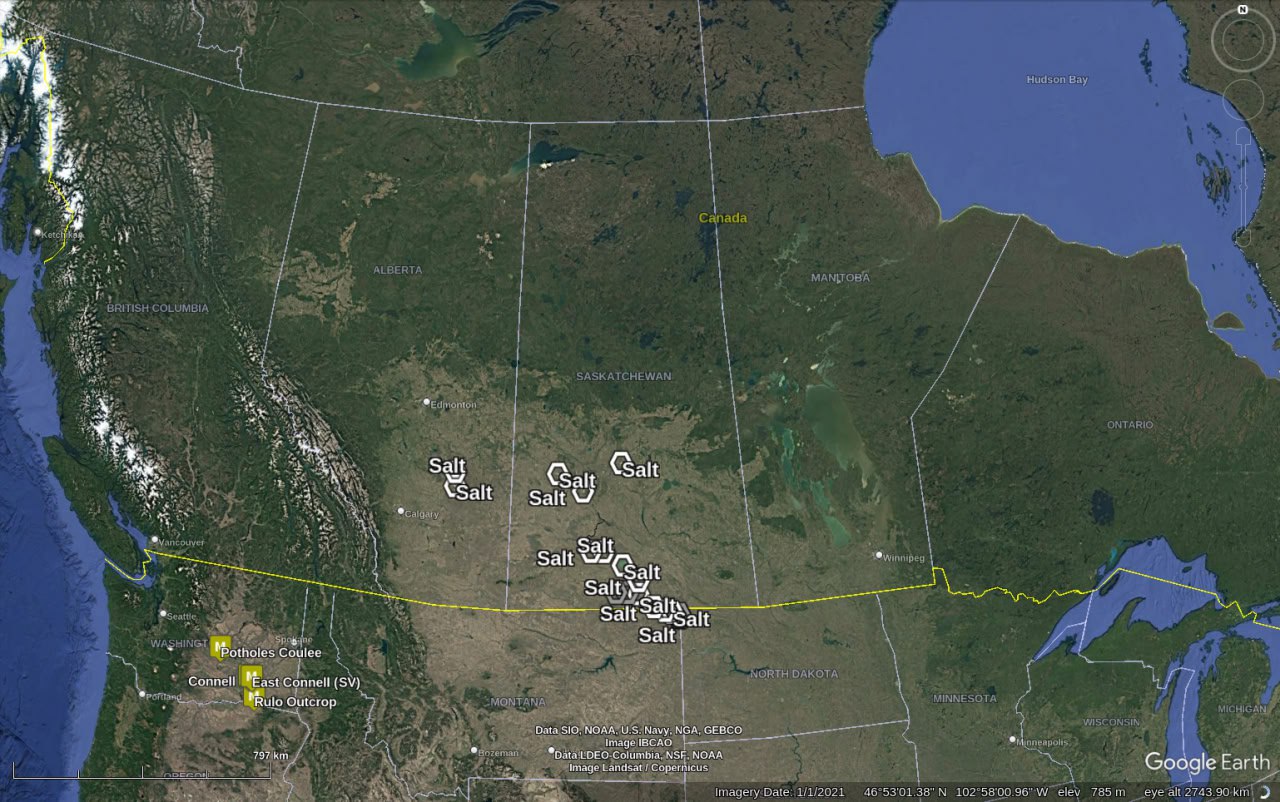 N
Hudson Bay
Canada
Ketchikan
ALBERTA
MANITOBA
BRITISH COLUMBIA
SASKATCHEWAN
Edmonton
ONTARIO
Salt
Salt
Salt
Salt
Salt
Calgary
Vancouver
Salt
Salt
Winnipeg
Salt
Salt
Salt
Salt
Salt
Salt
Seattle
WASHINGT
Spokane
M
Potholes Coulee
Connell
M
East Connell (SV)
M
Rulo Outcrop
Portland
NORTH DAKOTA
MONTANA
MINNESOTA
MICHIGAN
WISCONSIN
Data SIO, NOAA, U.S. Navy, NGA, GEBCO
Image IBCAO
Data LDEO-Columbia, NSF, NOAA
Image Landsat / Copernicus
Minneapolis
Bozeman
797 km
OREGON
Google Earth
Imagery Date: 1/1/2021 46°53'01.38" N 102°58'00.96" W elev 785 m eye alt 2743.90 km